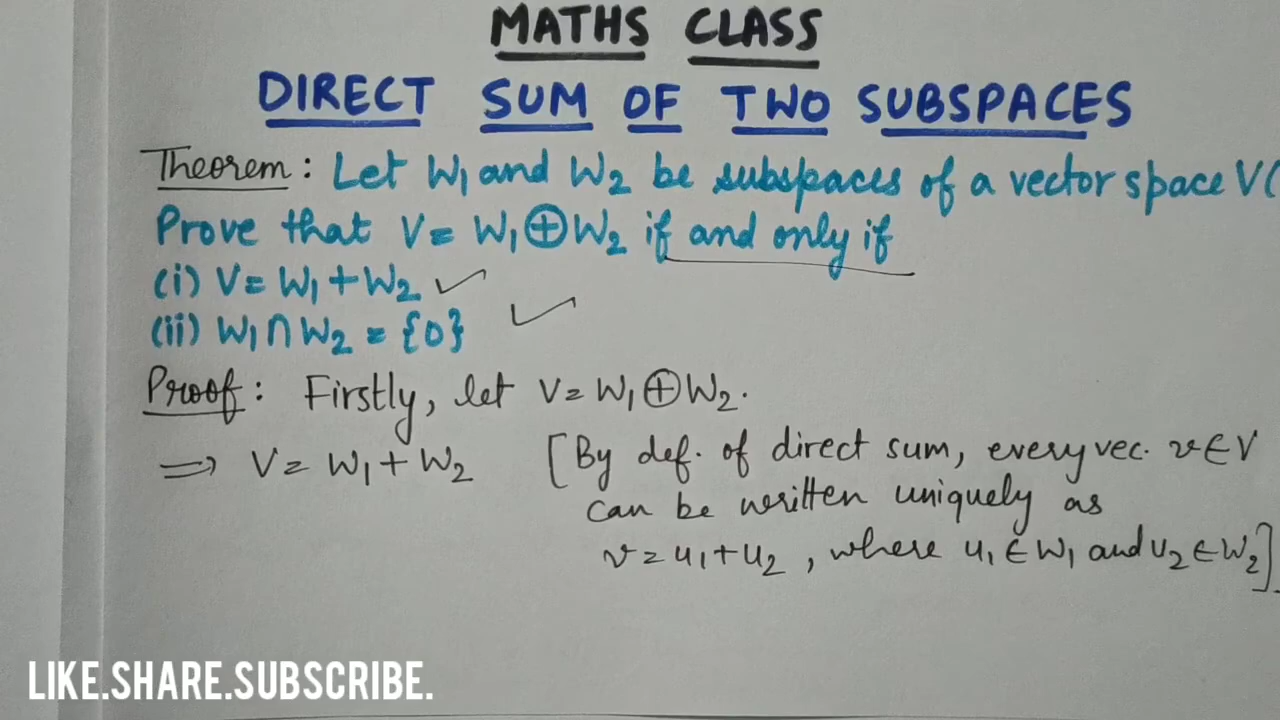 MATHS CLASS
DIRECT SUM OF TWO SUBSPACES
Theorem: Let W₁ and W₂ be subspaces of a vector space V(
Prove that V = W₁⊕W₂ if and only if
(i) V = W₁ + W₂ ✓
(ii) W₁ ∩ W₂ = {0} ✓
Proof: Firstly, let V = W₁⊕W₂.
⇒ V = W₁ + W₂ [By def. of direct sum, every vec. v ∈ V
can be written uniquely as
v = u₁ + u₂, where u₁ ∈ W₁ and u₂ ∈ W₂].
LIKE.SHARE.SUBSCRIBE.